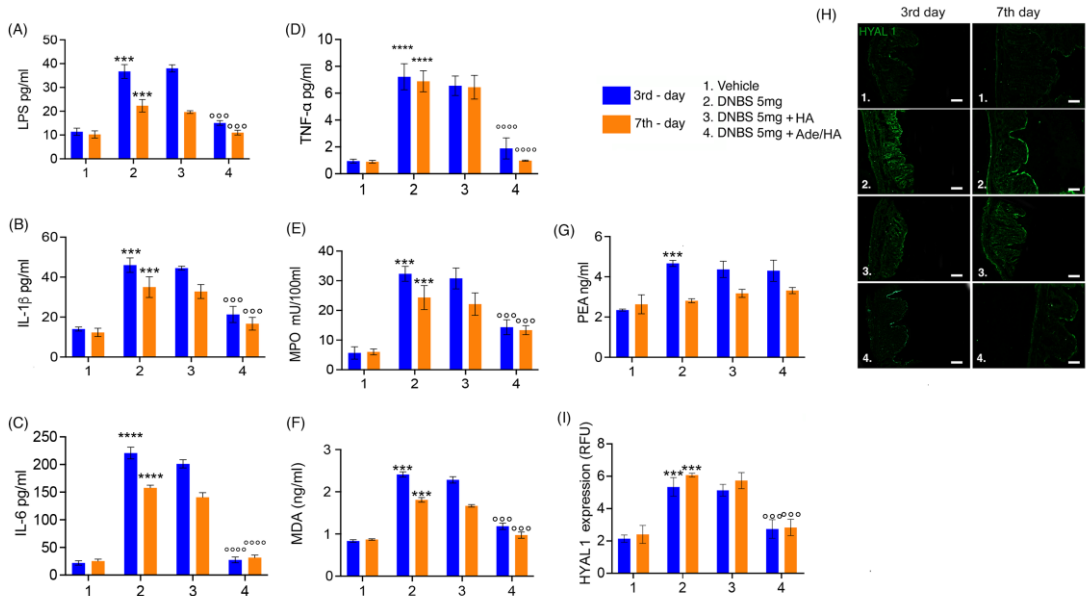 (A)
LPS pg/ml
50
40
30
20
10
0
***
***
°°°
°°°
1 2 3 4
(B)
IL-1β pg/ml
60
40
20
0
***
***
°°°
°°°
1 2 3 4
(C)
IL-6 pg/ml
250
200
150
100
50
0
****
****
°°°°
°°°°
1 2 3 4
(D)
TNF-α pg/ml
10
8
6
4
2
0
****
****
°°°°
°°°°
1 2 3 4
(E)
MPO mU/100ml
40
30
20
10
0
***
***
°°°
°°°
1 2 3 4
(F)
MDA (ng/ml)
3
2
1
0
***
***
°°°
°°°
1 2 3 4
3rd - day
7th - day
1. Vehicle
2. DNBS 5mg
3. DNBS 5mg + HA
4. DNBS 5mg + Ade/HA
(G)
PEA ng/ml
6
4
2
0
***
1 2 3 4
(H)
3rd day 7th day
HYAL 1
1. 1.
2. 2.
3. 3.
4. 4.
(I)
HYAL 1 expression (RFU)
8
6
4
2
0
***
***
°°°
°°°
1 2 3 4